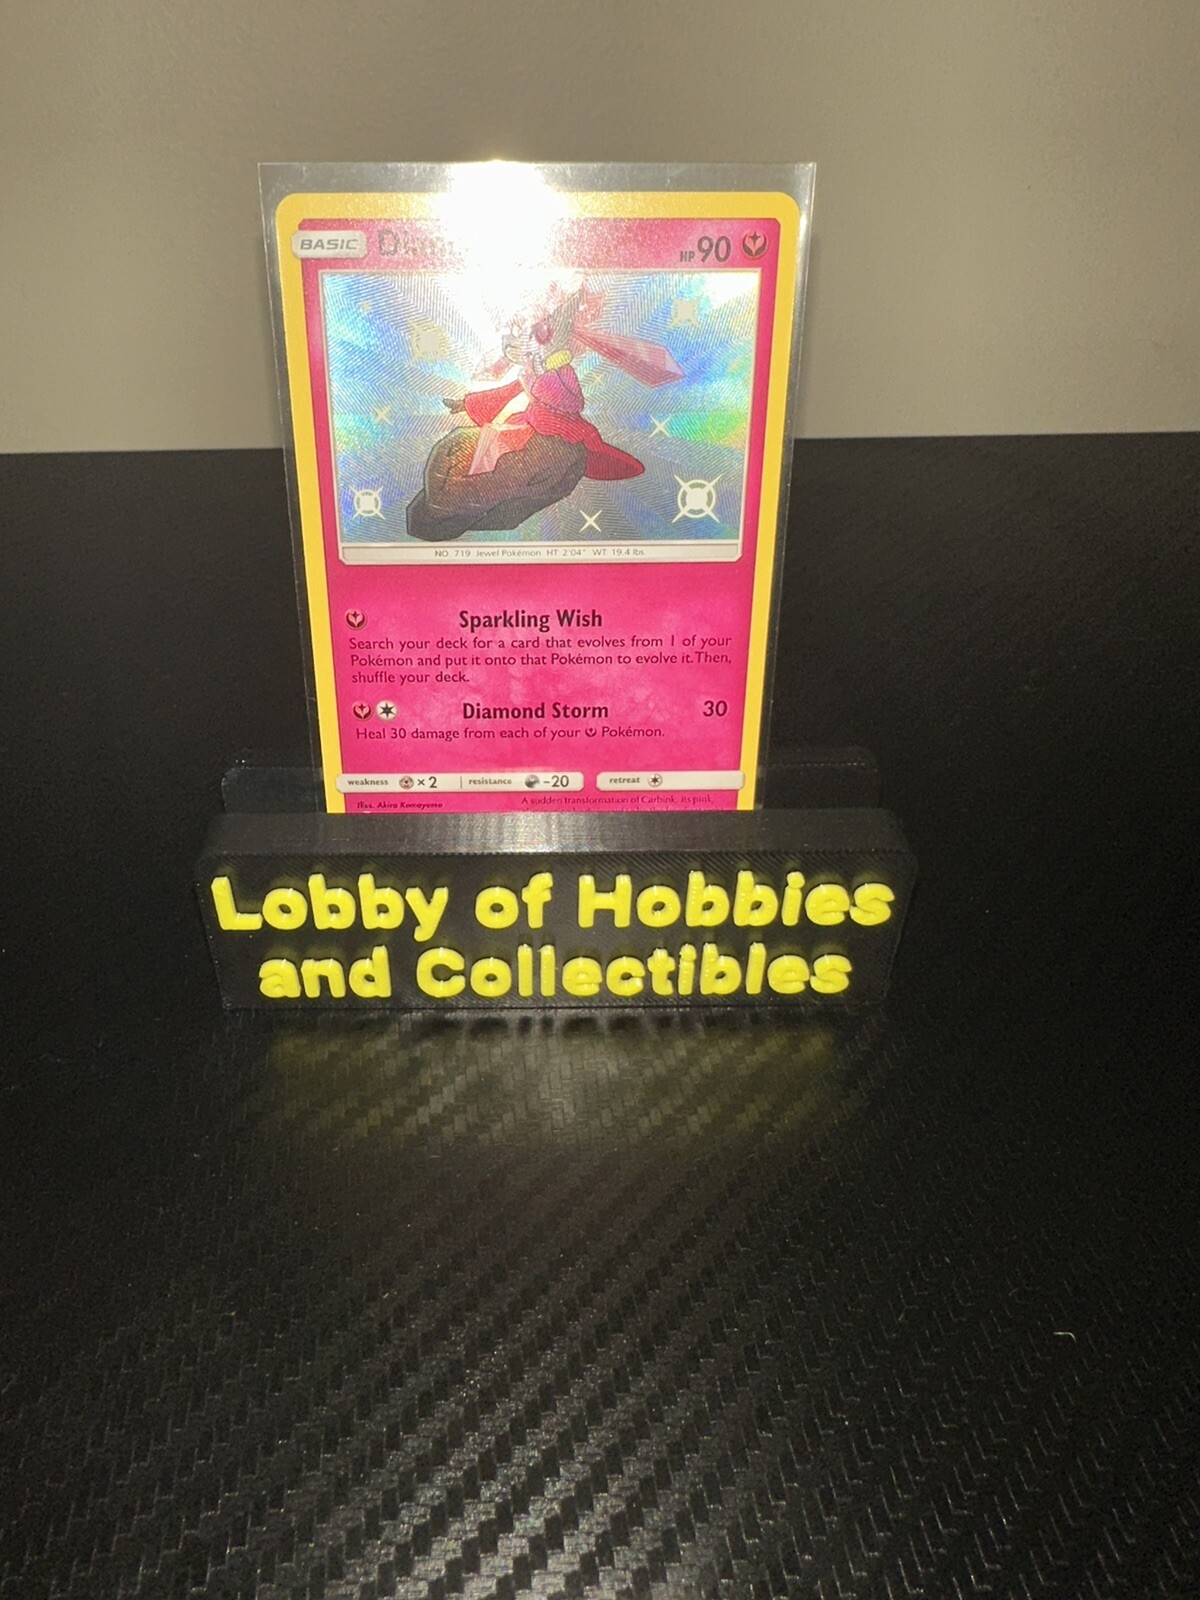 BASIC
HP 90
NO. 719 Jewel Pokémon HT: 2'04" WT: 19.4 lbs.
Sparkling Wish
Search your deck for a card that evolves from 1 of your
Pokémon and put it onto that Pokémon to evolve it. Then,
shuffle your deck.
Diamond Storm 30
Heal 30 damage from each of your Pokémon.
weakness ×2 resistance -20 retreat
Illus. Akira Komayama
A sudden transformation of Carbink, its pink,
Lobby of Hobbies
and Collectibles